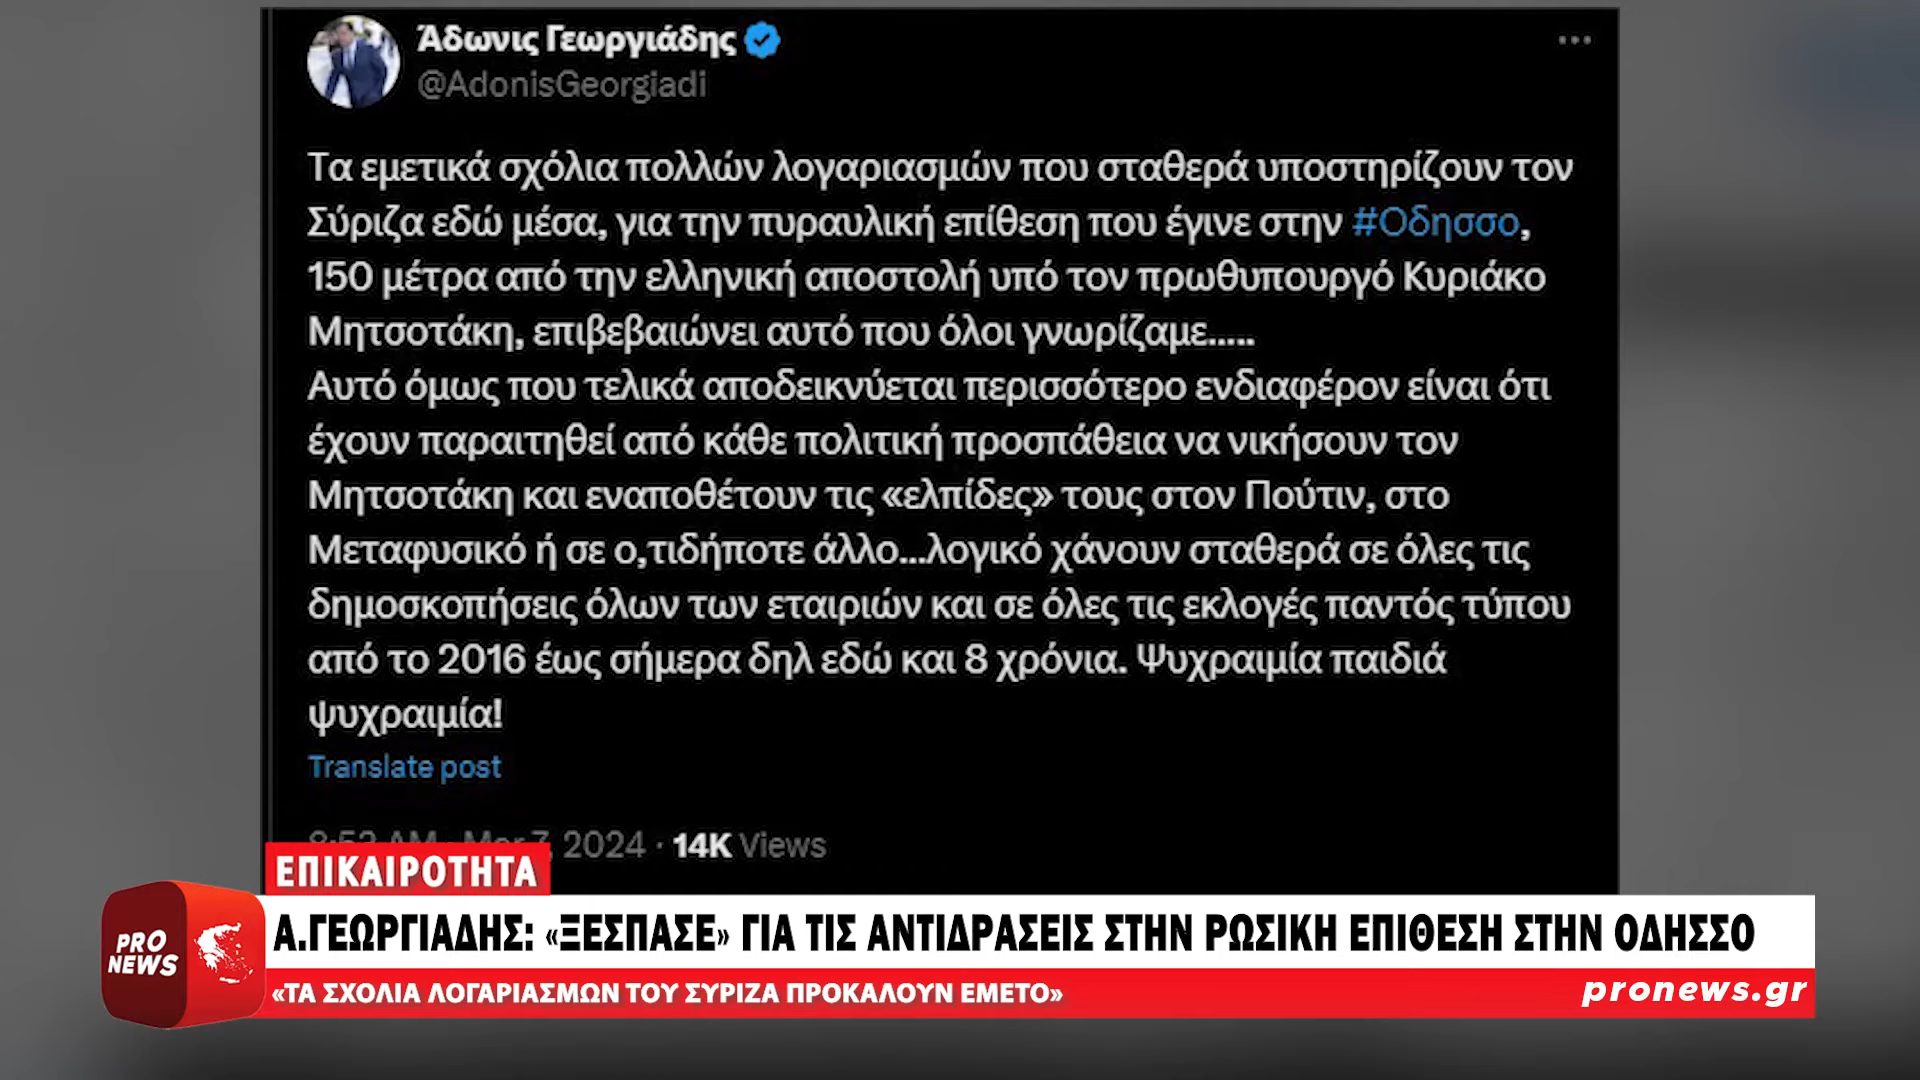 Άδωνις Γεωργιάδης
@AdonisGeorgiadi
Τα εμετικά σχόλια πολλών λογαριασμών που σταθερά υποστηρίζουν τον
Σύριζα εδώ μέσα, για την πυραυλική επίθεση που έγινε στην #Οδησσο,
150 μέτρα από την ελληνική αποστολή υπό τον πρωθυπουργό Κυριάκο
Μητσοτάκη, επιβεβαιώνει αυτό που όλοι γνωρίζαμε.....
Αυτό όμως που τελικά αποδεικνύεται περισσότερο ενδιαφέρον είναι ότι
έχουν παραιτηθεί από κάθε πολιτική προσπάθεια να νικήσουν τον
Μητσοτάκη και εναποθέτουν τις «ελπίδες» τους στον Πούτιν, στο
Μεταφυσικό ή σε ο,τιδήποτε άλλο...λογικό χάνουν σταθερά σε όλες τις
δημοσκοπήσεις όλων των εταιριών και σε όλες τις εκλογές παντός τύπου
από το 2016 έως σήμερα δηλ εδώ και 8 χρόνια. Ψυχραιμία παιδιά
ψυχραιμία!
Translate post
8:52 AM · Mar 7, 2024 · 14K Views
ΕΠΙΚΑΙΡΟΤΗΤΑ
Α.ΓΕΩΡΓΙΑΔΗΣ: «ΞΕΣΠΑΣΕ» ΓΙΑ ΤΙΣ ΑΝΤΙΔΡΑΣΕΙΣ ΣΤΗΝ ΡΩΣΙΚΗ ΕΠΙΘΕΣΗ ΣΤΗΝ ΟΔΗΣΣΟ
PRO
NEWS
«ΤΑ ΣΧΟΛΙΑ ΛΟΓΑΡΙΑΣΜΩΝ ΤΟΥ ΣΥΡΙΖΑ ΠΡΟΚΑΛΟΥΝ ΕΜΕΤΟ»
pronews.gr